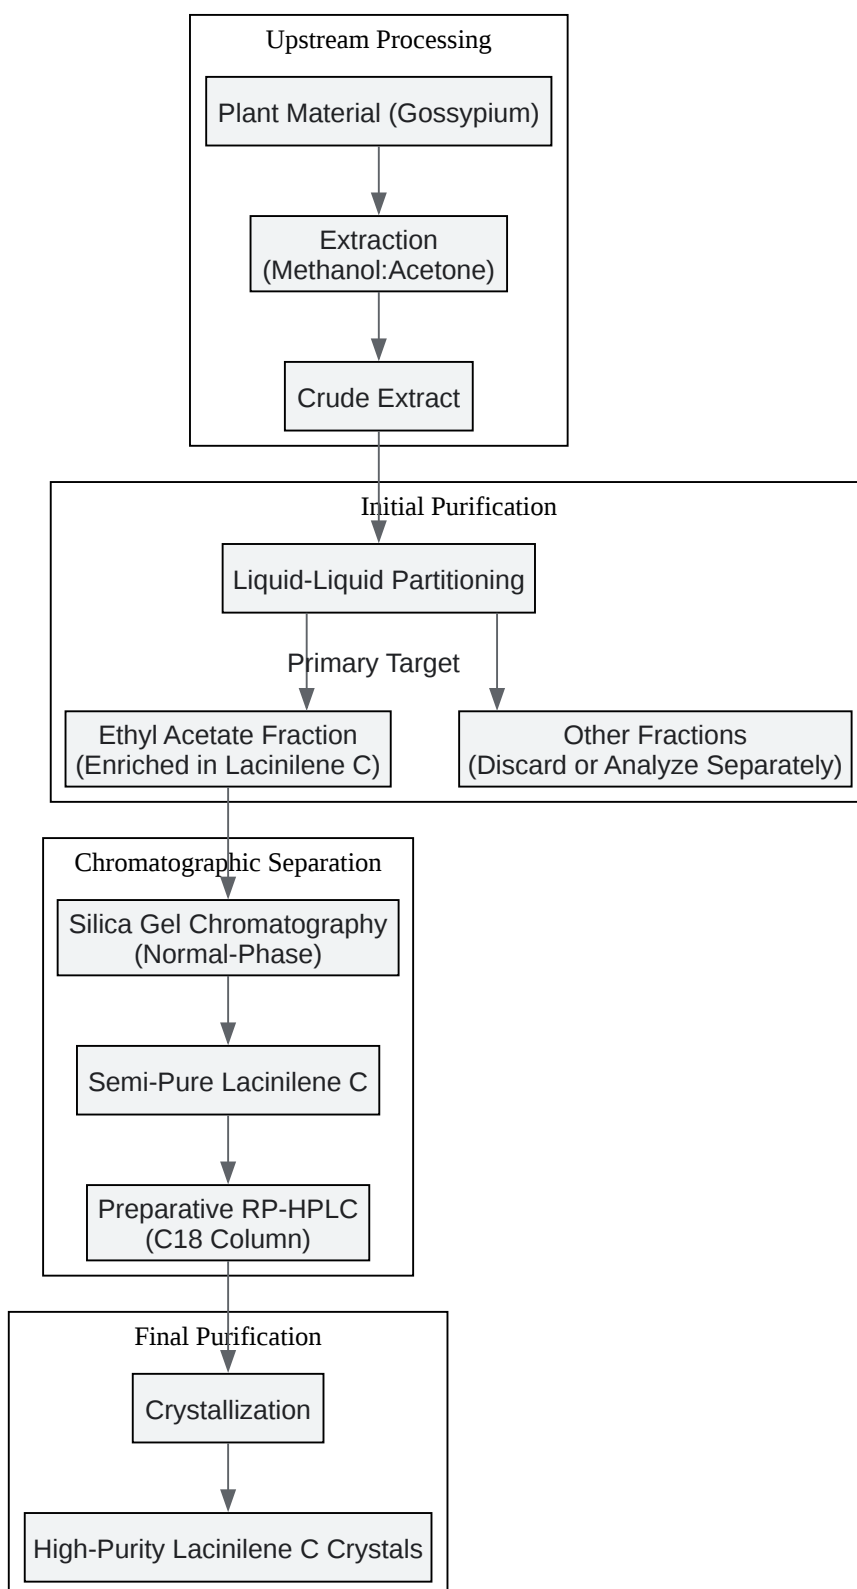 Upstream Processing
Plant Material (Gossypium)
Extraction
(Methanol:Acetone)
Crude Extract
Initial Purification
Liquid-Liquid Partitioning
Primary Target
Ethyl Acetate Fraction
(Enriched in Lacinilene C)
Other Fractions
(Discard or Analyze Separately)
Chromatographic Separation
Silica Gel Chromatography
(Normal-Phase)
Semi-Pure Lacinilene C
Preparative RP-HPLC
(C18 Column)
Final Purification
Crystallization
High-Purity Lacinilene C Crystals